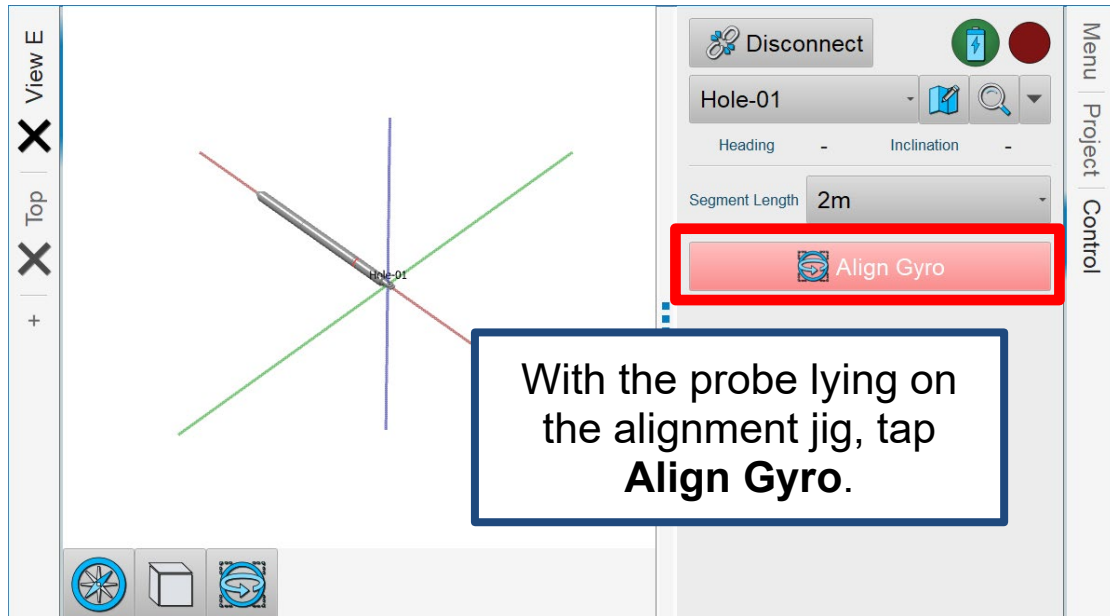 View E
Top
+
Hole-01
Disconnect
Hole-01
Heading - Inclination -
Segment Length 2m
Align Gyro
With the probe lying on
the alignment jig, tap
Align Gyro.
Menu
Project
Control